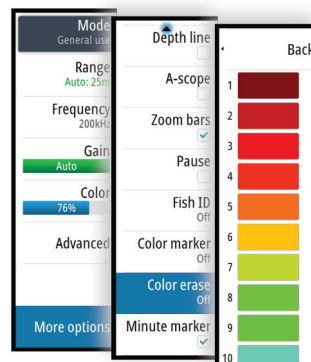 Mode
General use
Range
Auto: 25m
Frequency
200kHz
Gain
Auto
Color
76%
Advanced
More options
Depth line
A-scope
Zoom bars
Pause
Fish ID
Off
Color marker
Off
Color erase
Off
Minute marker
Back
1
2
3
4
5
6
7
8
9
10